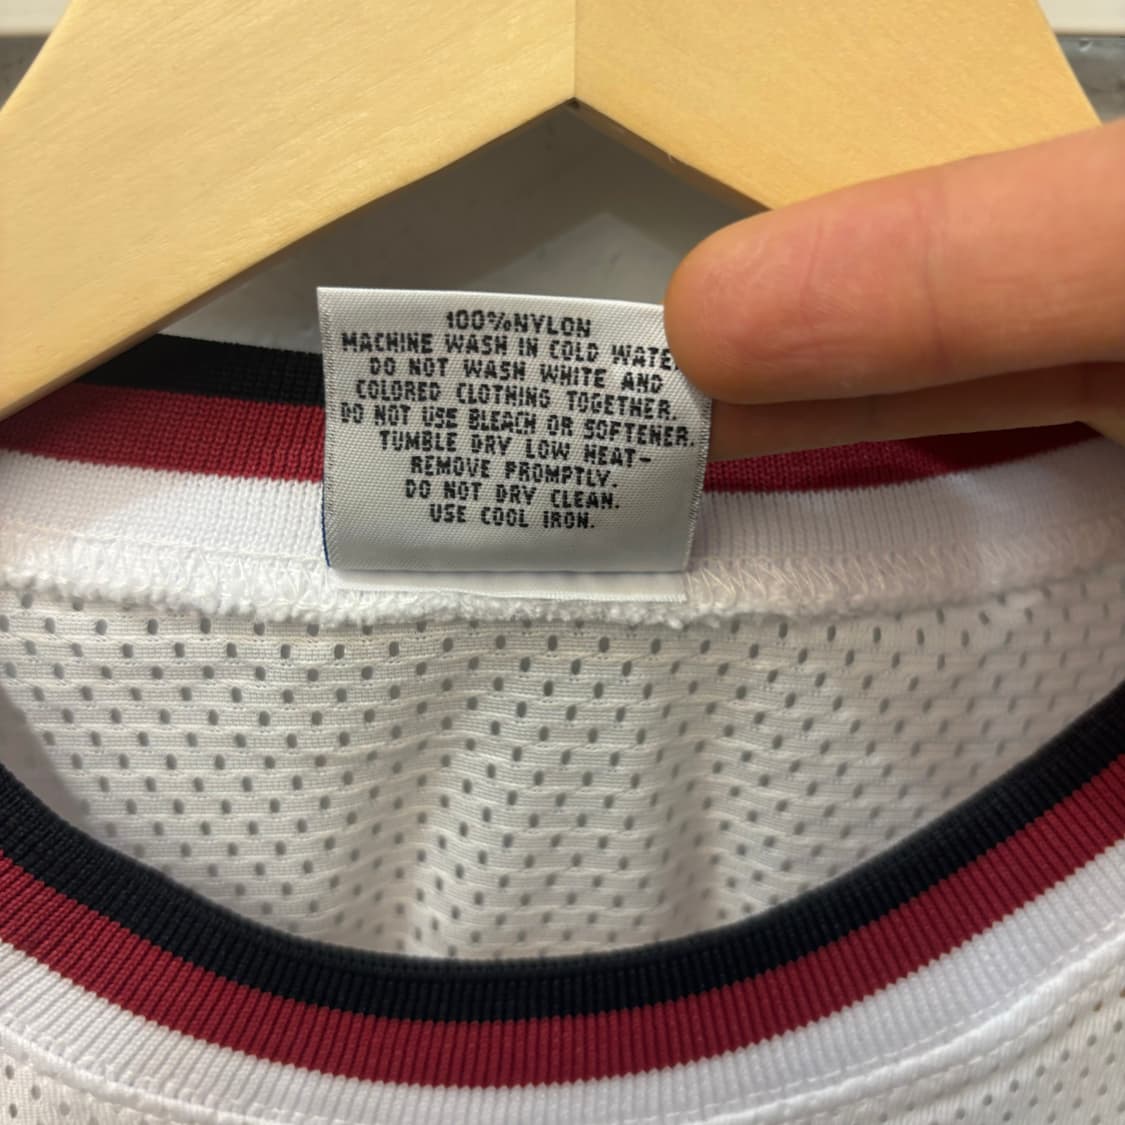 100%NYLON
MACHINE WASH IN COLD WATE
DO NOT WASH WHITE AND
COLORED CLOTHING TOGETHER.
DO NOT USE BLEACH OR SOFTENER.
TUMBLE DRY LOW HEAT-
REMOVE PROMPTLY.
DO NOT DRY CLEAN.
USE COOL IRON.